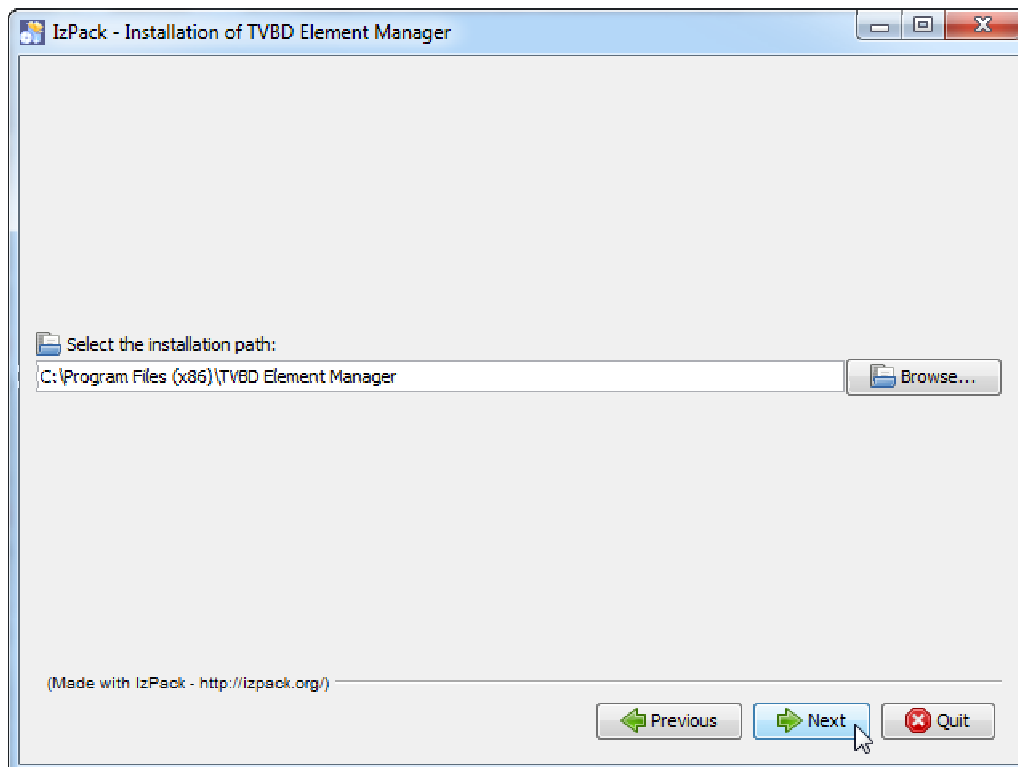 IzPack - Installation of TVBD Element Manager
Select the installation path:
C:\Program Files (x86)\TVBD Element Manager
Browse...
(Made with IzPack - http://izpack.org/)
Previous
Next
Quit